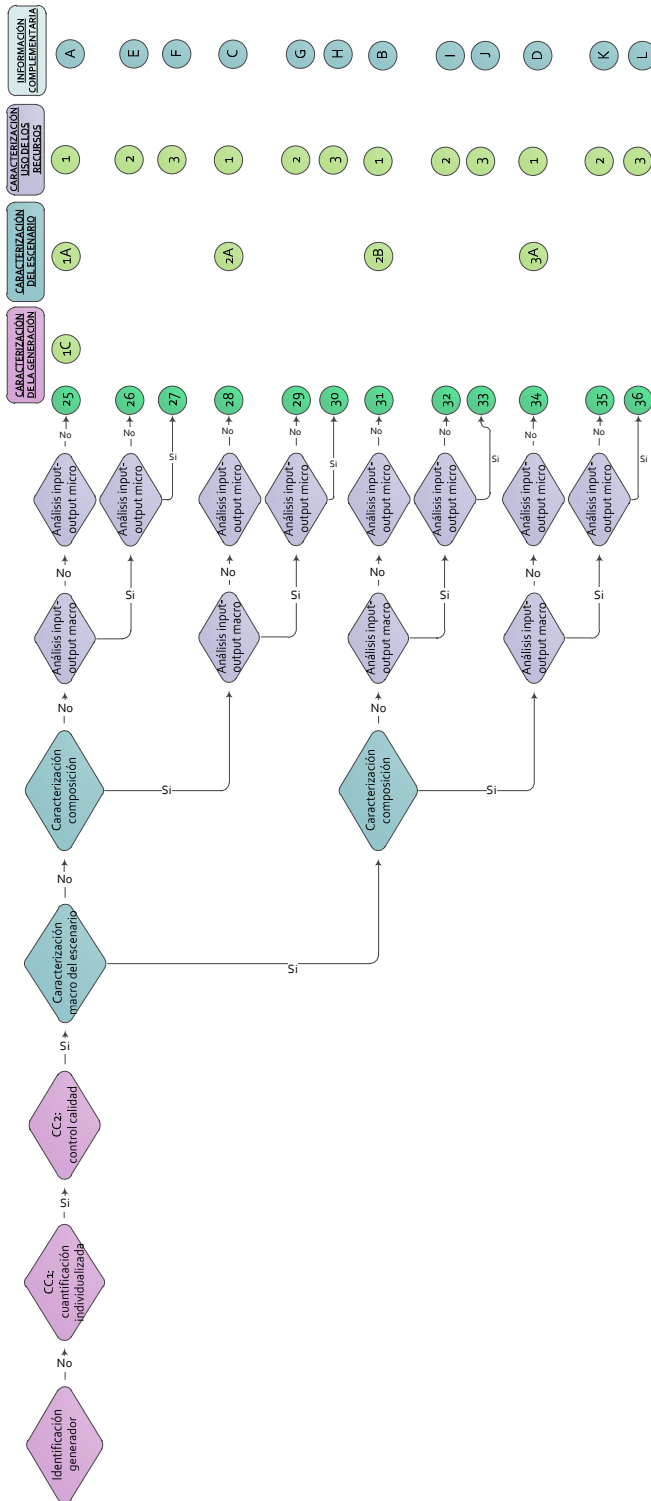 CARACTERIZACIÓN
DE LA GENERACIÓN
CARACTERIZACIÓN
DEL ESCENARIO
CARACTERIZACIÓN
USO DE LOS
RECURSOS
INFORMACIÓN
COMPLEMENTARIA
Identificación
generador
No
CC1:
cuantificación
individualizada
Si
CC2:
control calidad
Si
Caracterización
macro del escenario
No
Caracterización
composición
No
Análisis input-
output macro
No
Análisis input-
output micro
No
25
1C
1A
1
A
Si
Análisis input-
output micro
No
26
2
E
Si
27
3
F
Si
Análisis input-
output macro
No
Análisis input-
output micro
No
28
2A
1
C
Si
Análisis input-
output micro
No
29
2
G
Si
30
3
H
Si
Caracterización
composición
No
Análisis input-
output macro
No
Análisis input-
output micro
No
31
2B
1
B
Si
Análisis input-
output micro
No
32
2
I
Si
33
3
J
Si
Análisis input-
output macro
No
Análisis input-
output micro
No
34
3A
1
D
Si
Análisis input-
output micro
No
35
2
K
Si
36
3
L